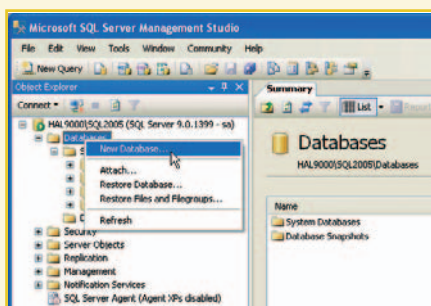 Microsoft SQL Server Management Studio
File Edit View Tools Window Community Help
New Query
Object Explorer
Summary
Connect
List
Report
HAL9000\SQL2005 (SQL Server 9.0.1399 - sa)
Databases
New Database...
Attach...
Restore Database...
Restore Files and Filegroups...
Refresh
Security
Server Objects
Replication
Management
Notification Services
SQL Server Agent (Agent XPs disabled)
Databases
HAL9000\SQL2005\Databases
Name
System Databases
Database Snapshots